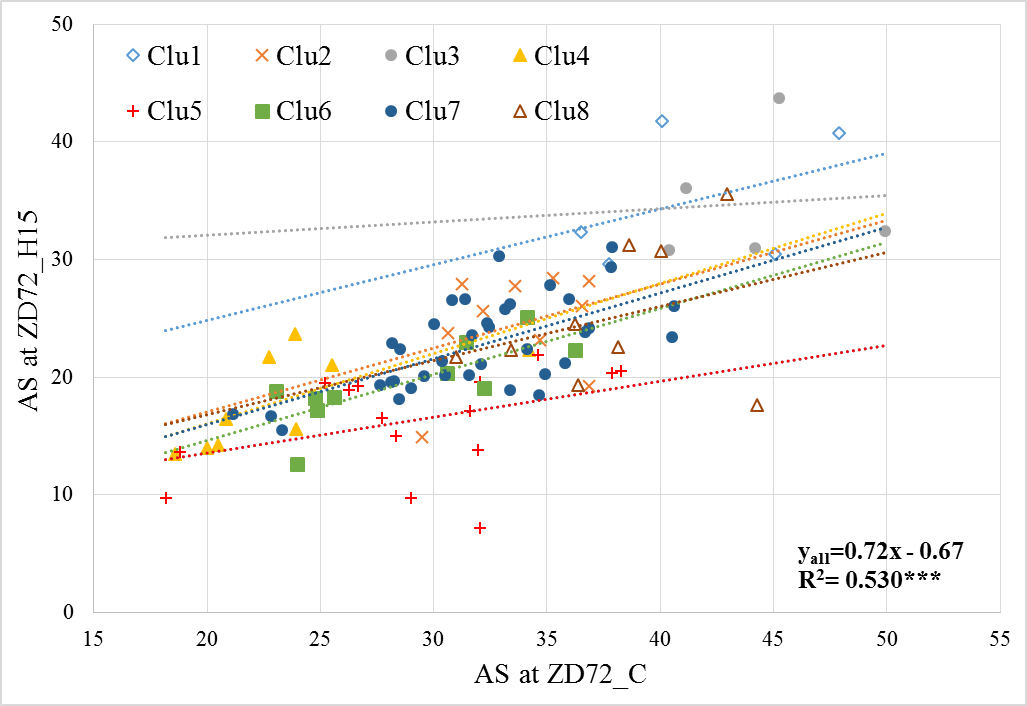 50
40
30
20
10
0
AS at ZD72_H15
Clu1 Clu2 Clu3 Clu4
Clu5 Clu6 Clu7 Clu8
yall=0.72x - 0.67
R2= 0.530***
15 20 25 30 35 40 45 50 55
AS at ZD72_C